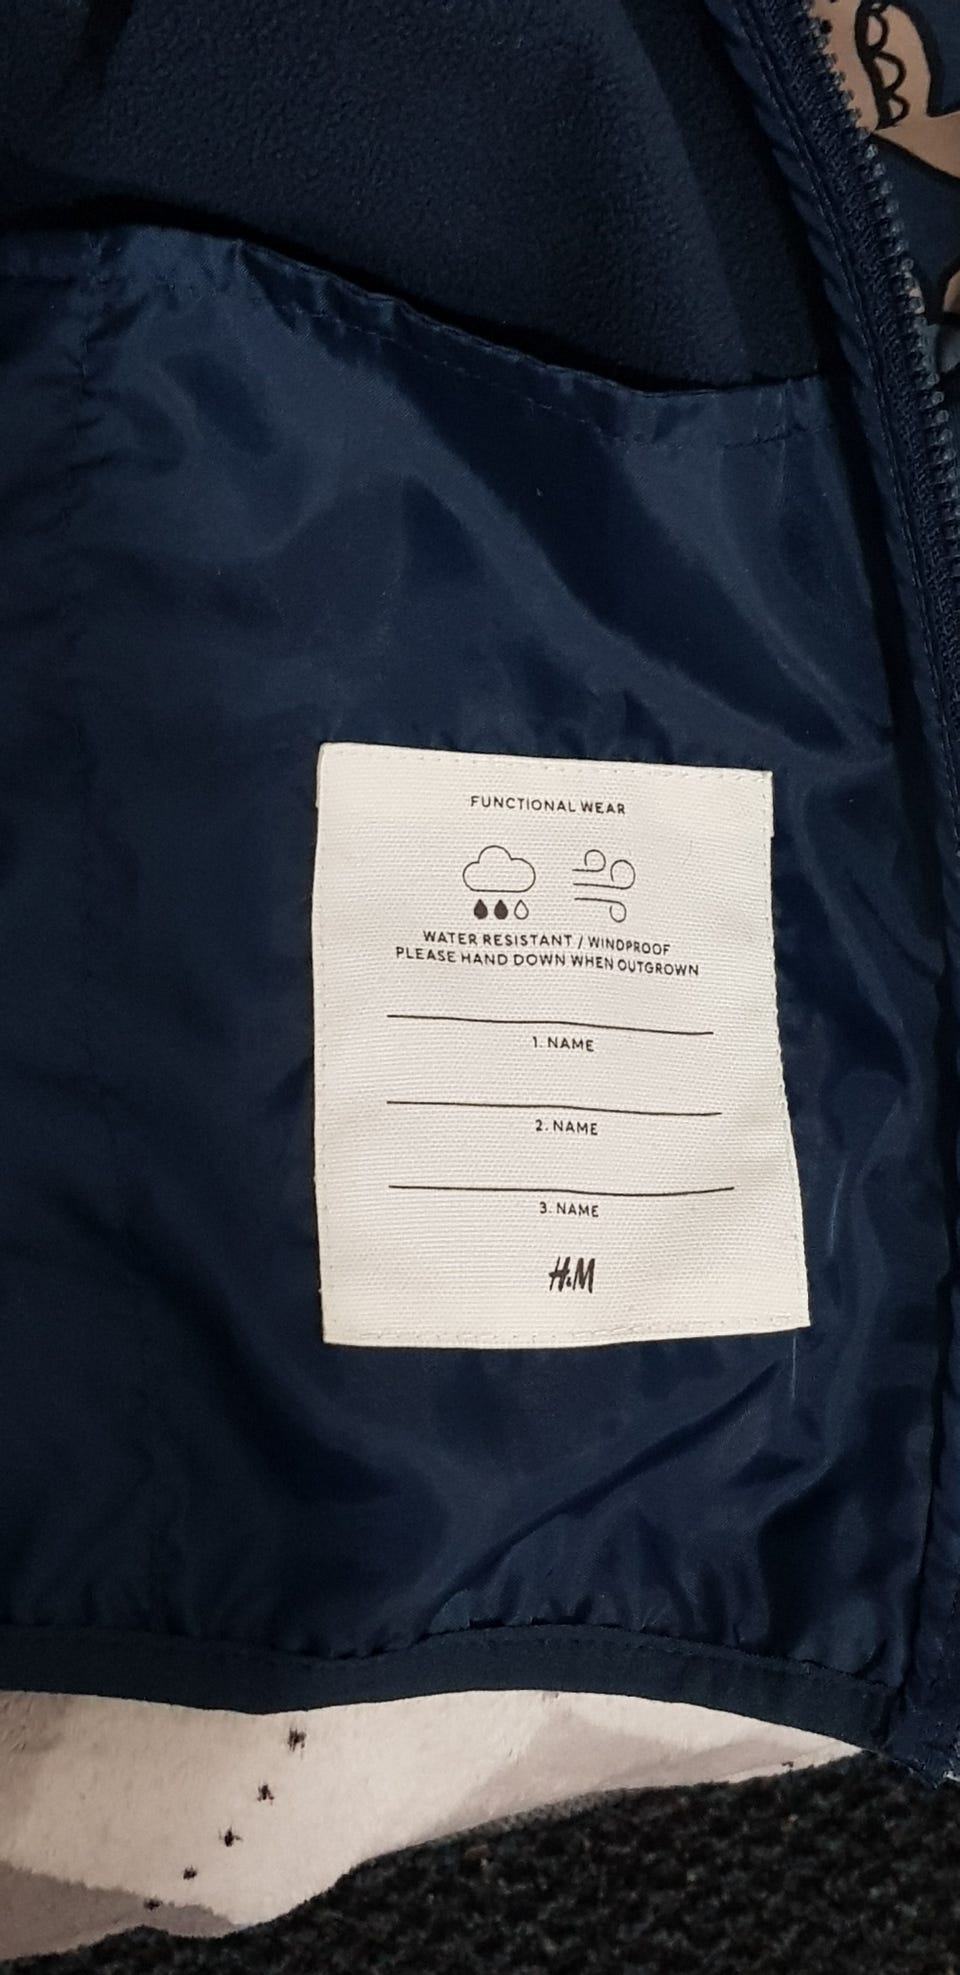 FUNCTIONAL WEAR
WATER RESISTANT / WINDPROOF
PLEASE HAND DOWN WHEN OUTGROWN
1. NAME
2. NAME
3. NAME
H&M